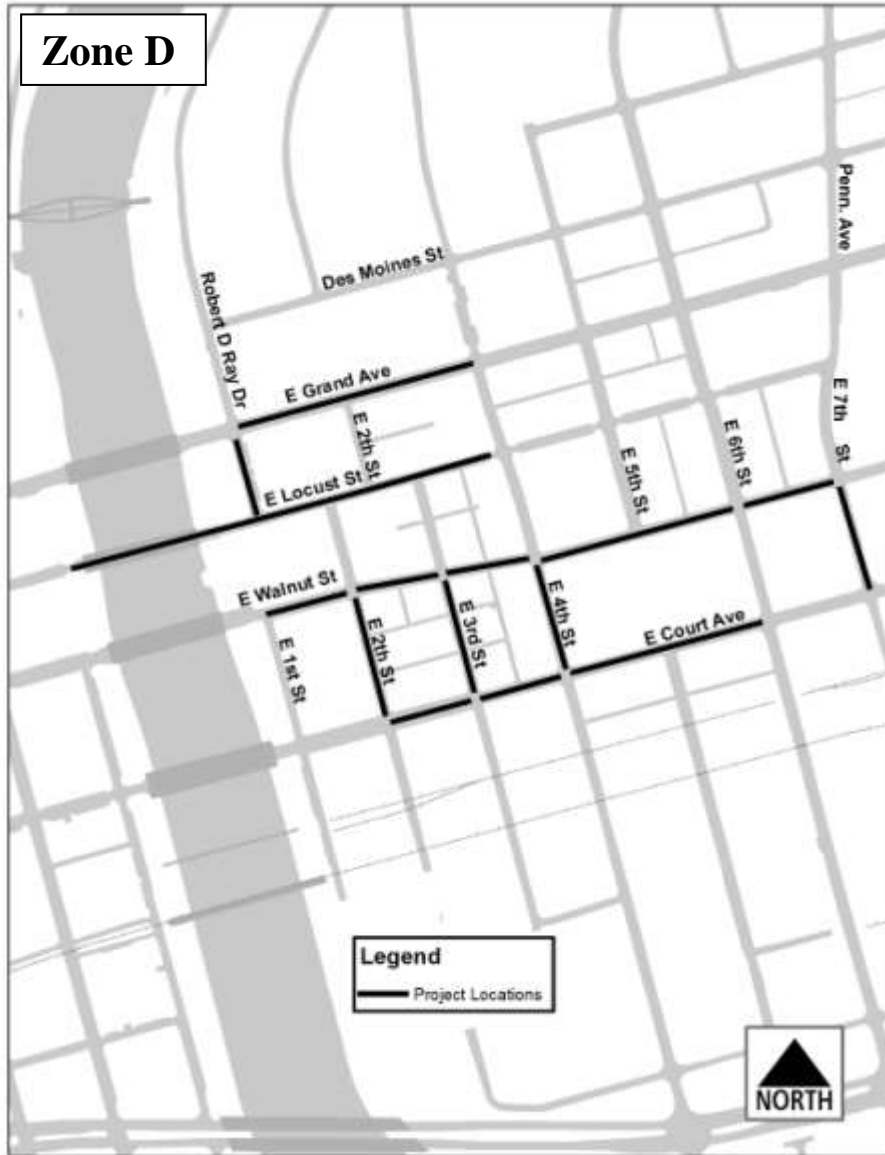 Zone D
Penn. Ave
Des Moines St
Robert D Ray Dr
E Grand Ave
E 2th St
E Locust St
E 7th St
E 6th St
E 5th St
E Walnut St
E 1st St
E 2th St
E 3rd St
E 4th St
E Court Ave
Legend
Project Locations
NORTH